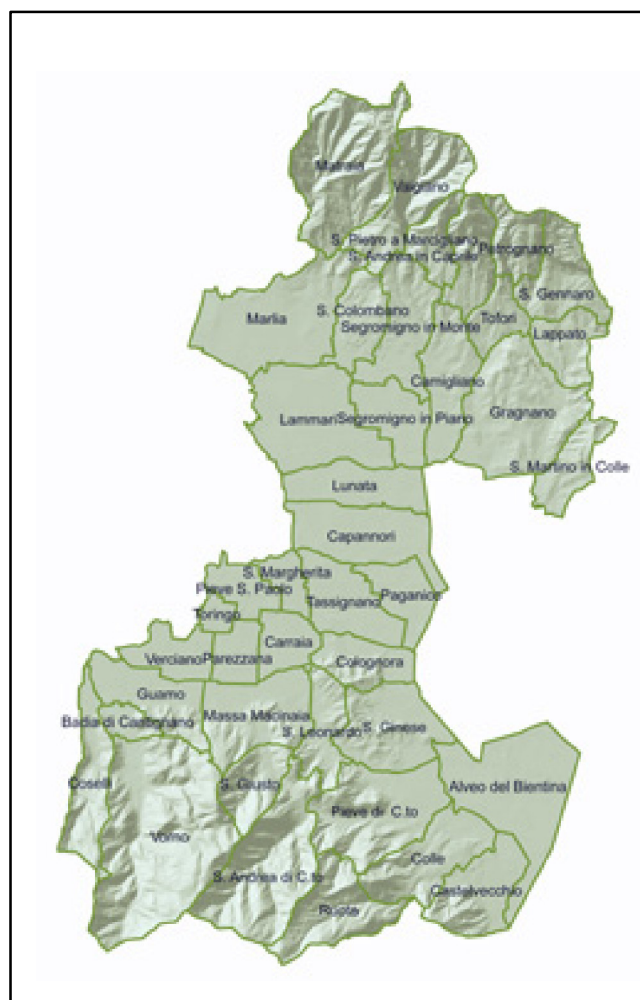 Matraia
Valgiano
S. Pietro a Marcigliano
S. Andrea in Caprile
Petrognano
S. Gennaro
S. Colombano
Marlia
Segromigno in Monte
Tofori
Lappato
Camigliano
Gragnano
Lammari
Segromigno in Piano
S. Martino in Colle
Lunata
Capannori
S. Margherita
Pieve S. Paolo
Paganico
Tassignano
Toringo
Carraia
Verciano
Parezzana
Colognora
Guamo
Massa Macinaia
Badia di Cantignano
S. Leonardo
S. Ginese
Coselli
S. Giusto
Alveo del Bientina
Pieve di C.to
Vorno
Colle
S. Andrea di C.to
Castelvecchio
Ruota